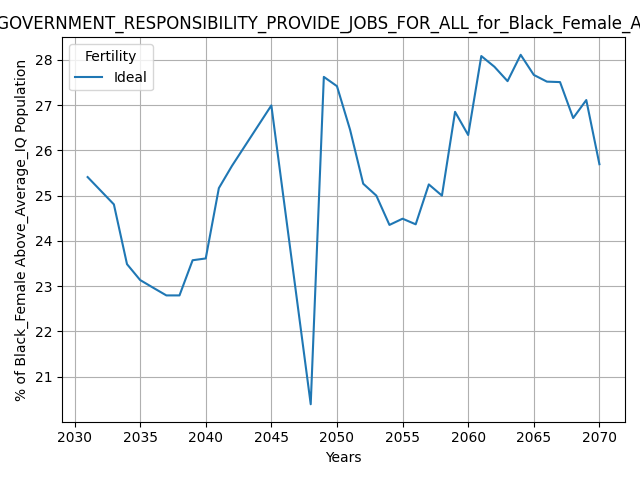 GOVERNMENT_RESPONSIBILITY_PROVIDE_JOBS_FOR_ALL_for_Black_Female_A
Fertility
Ideal
% of Black_Female Above_Average_IQ Population
28
27
26
25
24
23
22
21
2030 2035 2040 2045 2050 2055 2060 2065 2070
Years